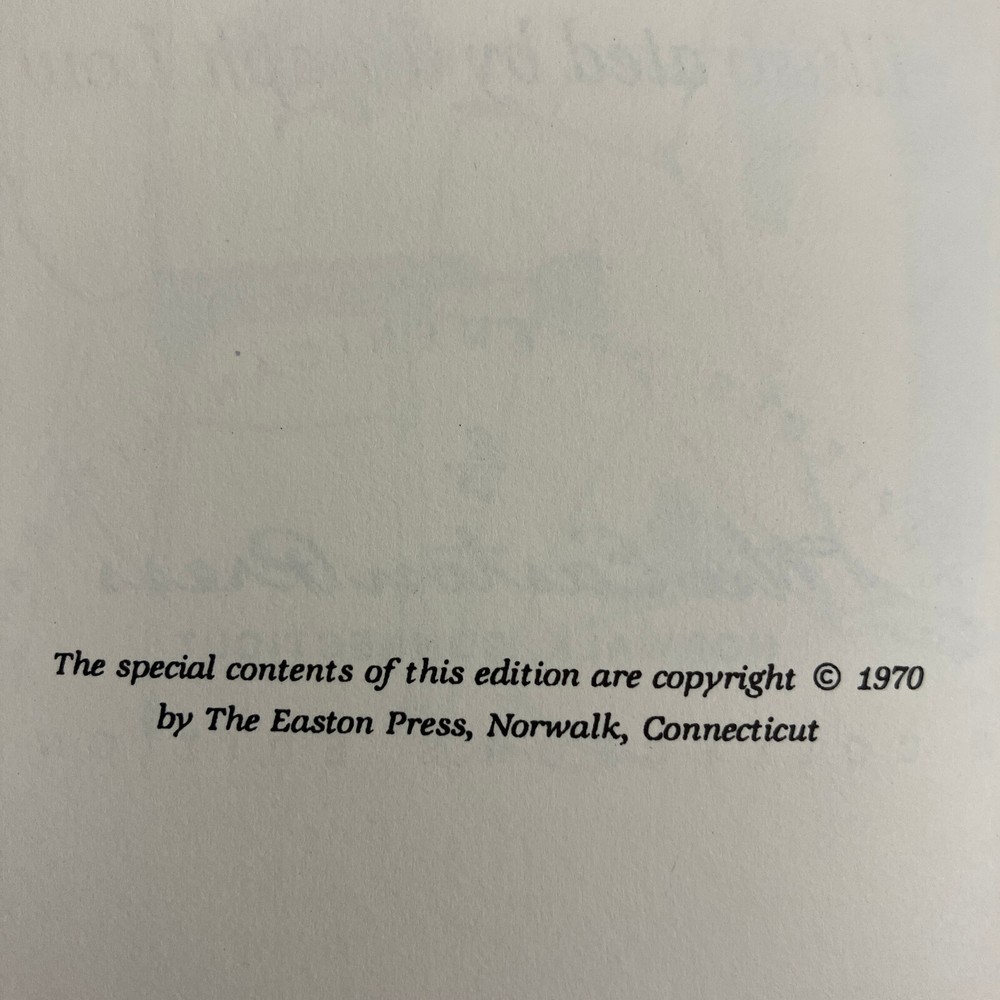 The special contents of this edition are copyright © 1970
by The Easton Press, Norwalk, Connecticut